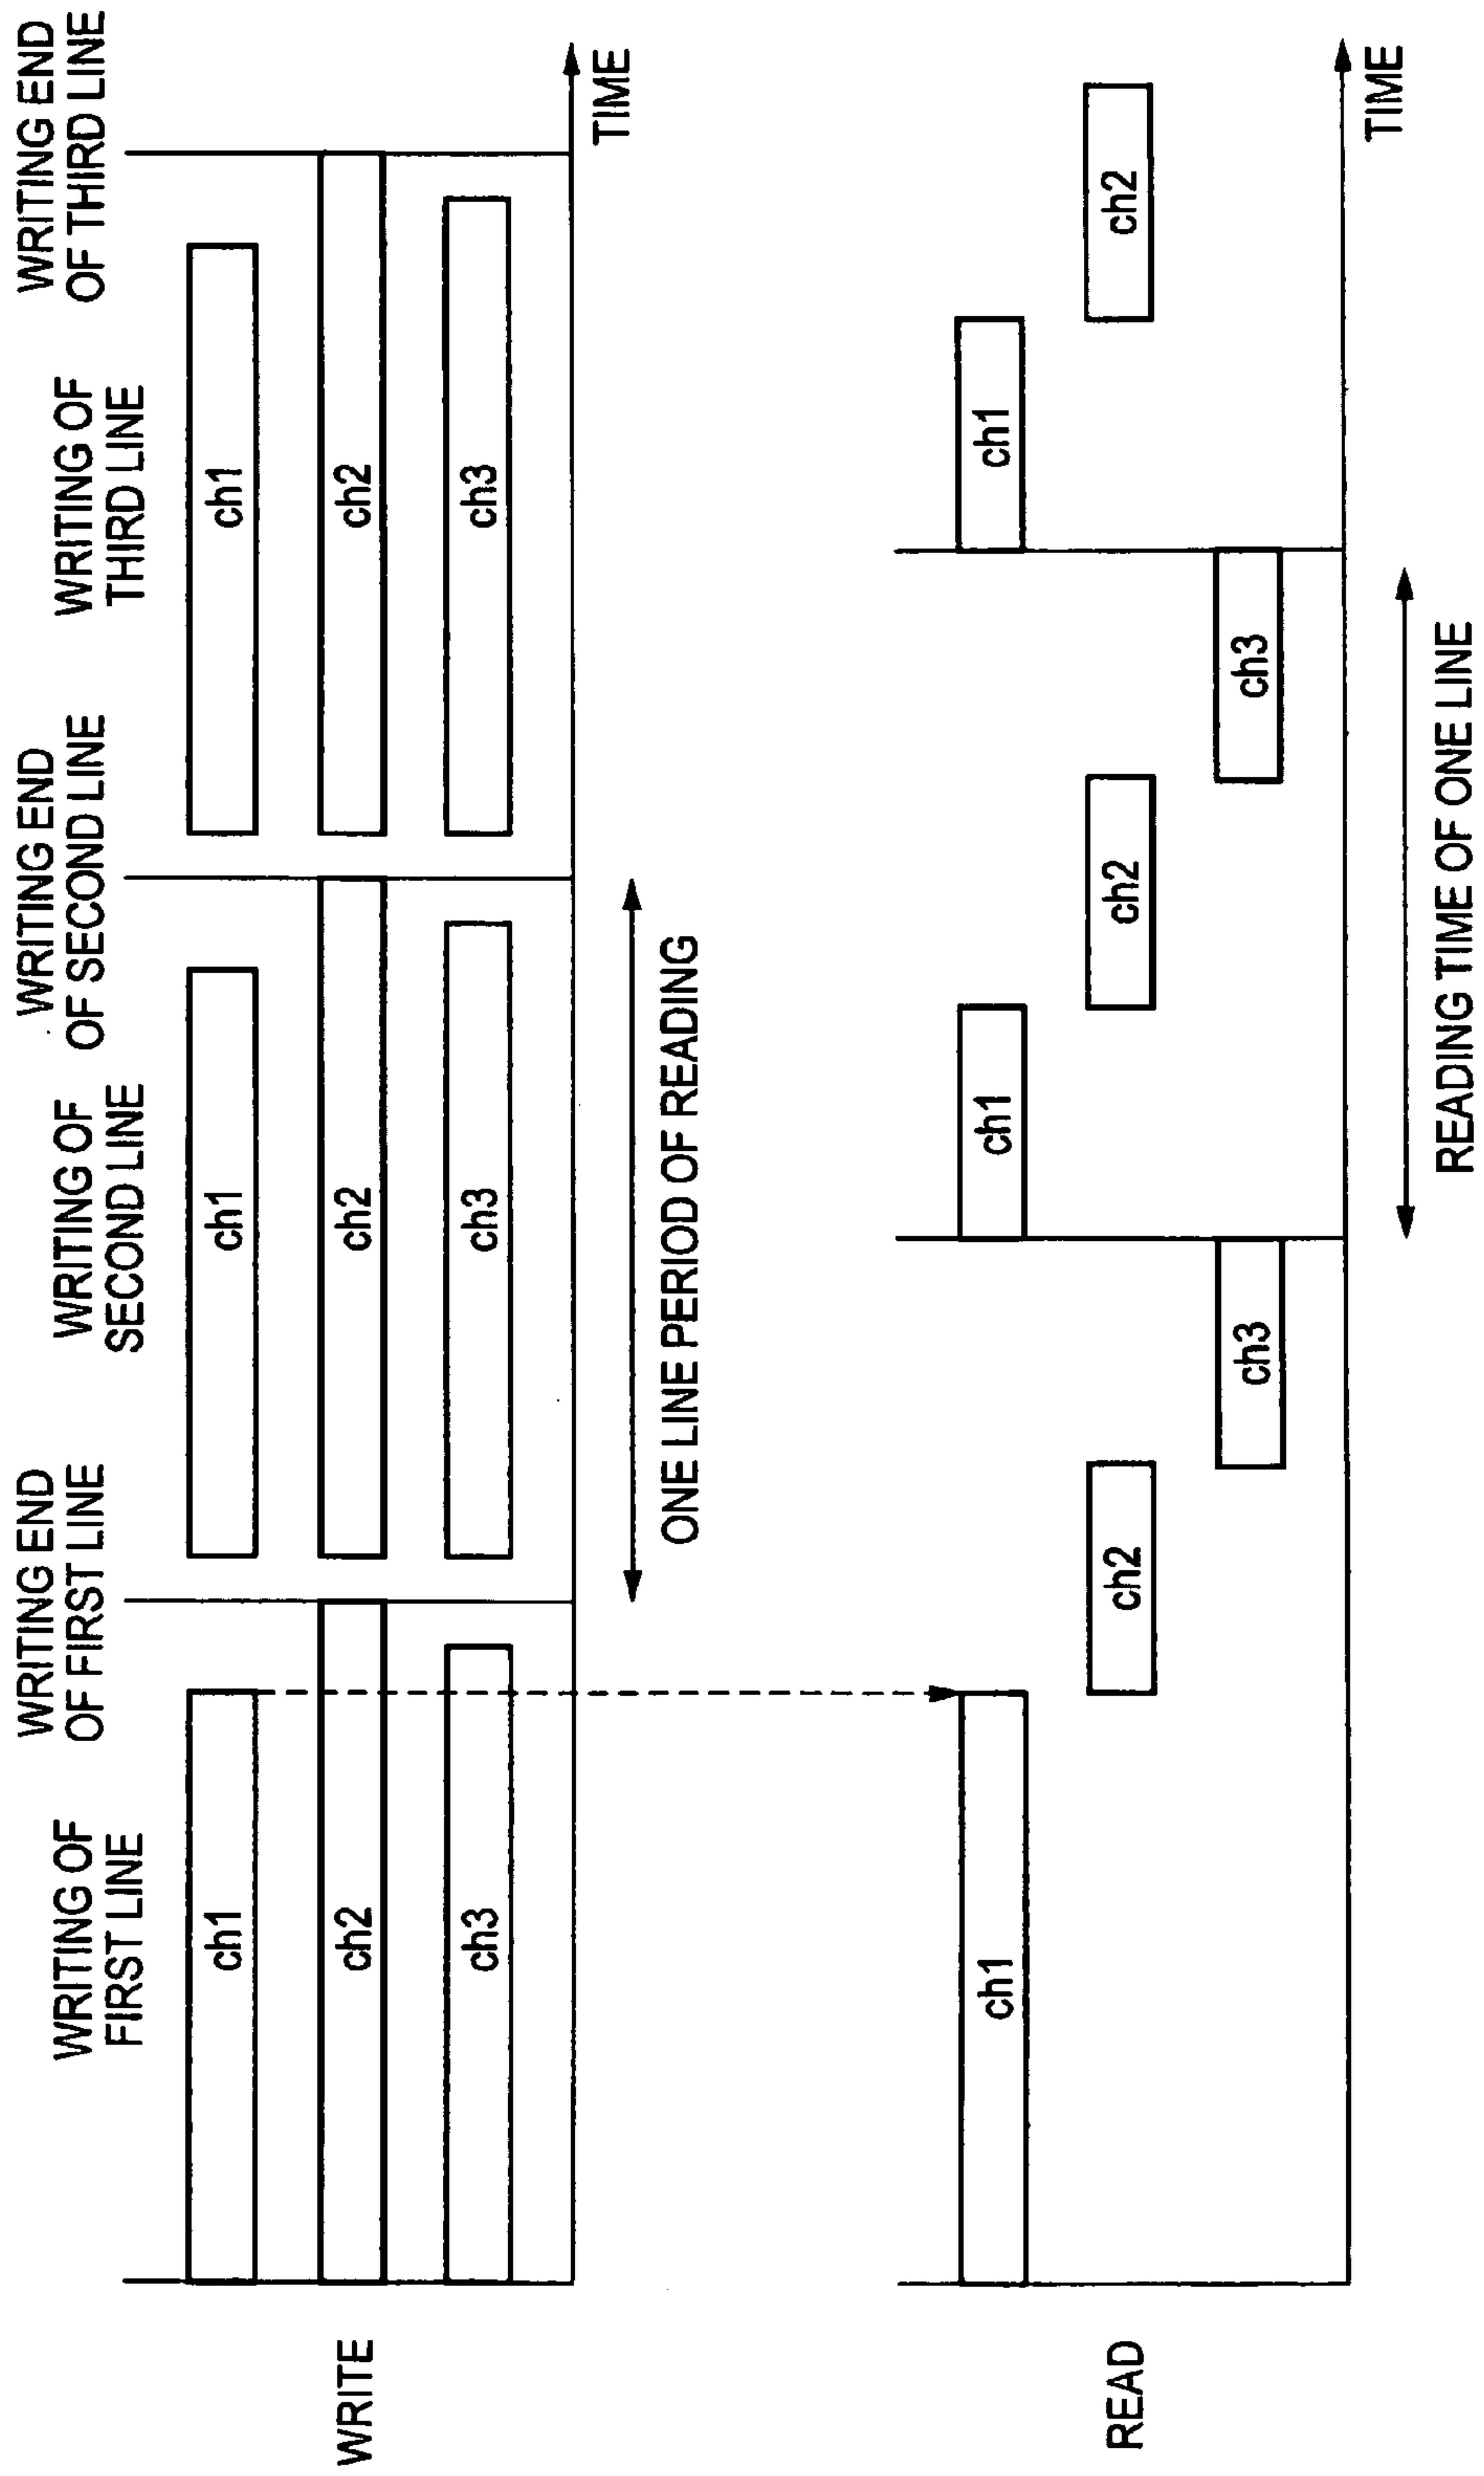 WRITING OF
FIRST LINE
WRITING END
OF FIRST LINE
WRITING OF
SECOND LINE
WRITING END
OF SECOND LINE
WRITING OF
THIRD LINE
WRITING END
OF THIRD LINE
WRITE
ch1
ch1
ch1
ch2
ch2
ch2
ch3
ch3
ch3
TIME
ONE LINE PERIOD OF READING
READ
ch1
ch1
ch1
ch2
ch2
ch2
ch3
ch3
TIME
READING TIME OF ONE LINE